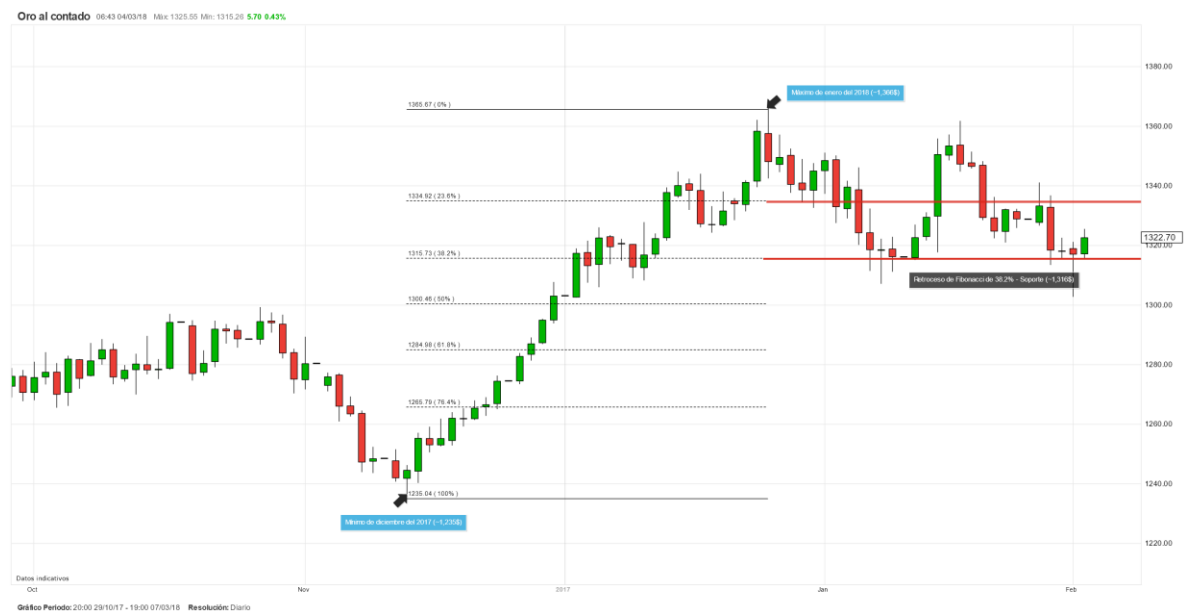 Oro al contado 06:43 04/03/18 Máx: 1325.55 Mín: 1315.26 5.70 0.43%
1380.00
Máximo de enero del 2018 (~1,366$)
1365.67 (0% )
1360.00
1340.00
1334.92 (23.6% )
1322.70
1320.00
1315.73 (38.2% )
Retroceso de Fibonacci de 38.2% - Soporte (~1,316$)
1300.46 (50% )
1300.00
1284.98 (61.8% )
1280.00
1265.79 (76.4% )
1260.00
1240.00
1235.04 (100% )
Mínimo de diciembre del 2017 (~1,235$)
1220.00
Datos indicativos
Oct Nov 2017 Jan Feb
Gráfico Periodo: 20:00 29/10/17 - 19:00 07/03/18 Resolución: Diario